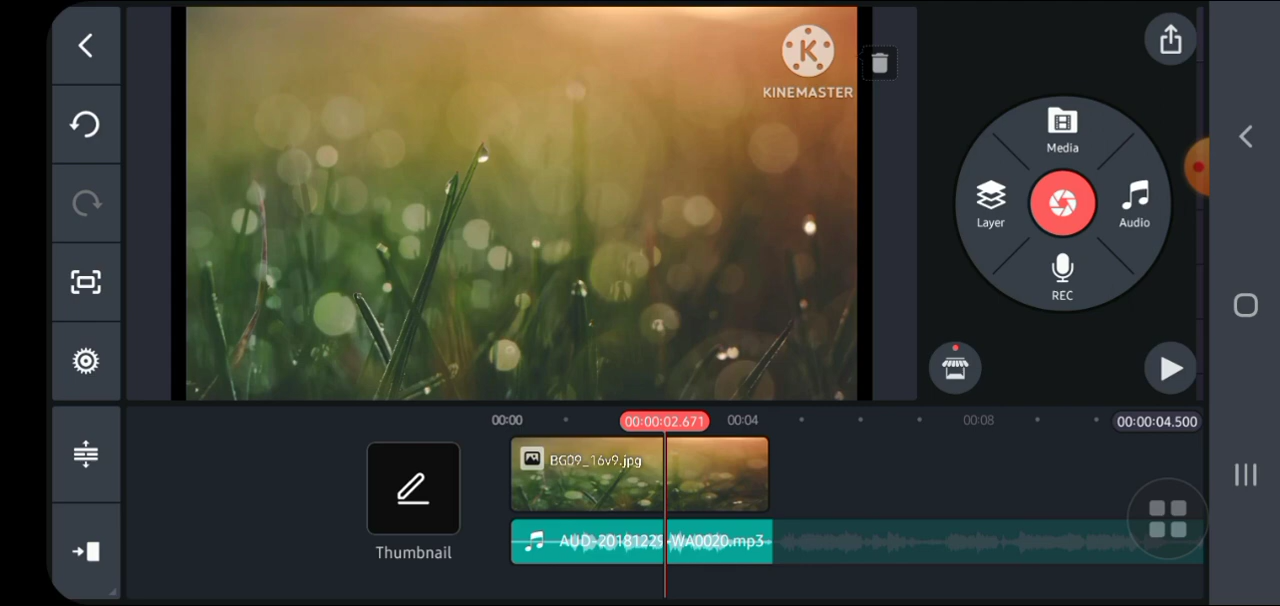 KINEMASTER
Media
Layer
Audio
REC
00:00
00:00:02.671
00:04
00:08
00:00:04.500
BG09_16v9.jpg
Thumbnail
AUD-20181229-WA0020.mp3